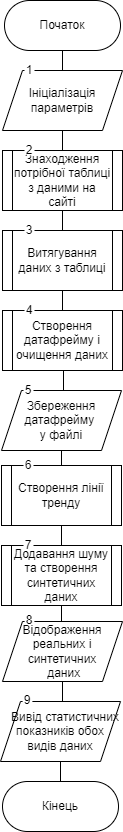 Початок
1
Ініціалізація
параметрів
2
Знаходження
потрібної таблиці
з даними на
сайті
3
Витягування
даних з таблиці
4
Створення
датафрейму і
очищення даних
5
Збереження
датафрейму
у файлі
6
Створення лінії
тренду
7
Додавання шуму
та створення
синтетичних
даних
8
Відображення
реальних і
синтетичних
даних
9
Вивід статистичних
показників обох
видів даних
Кінець